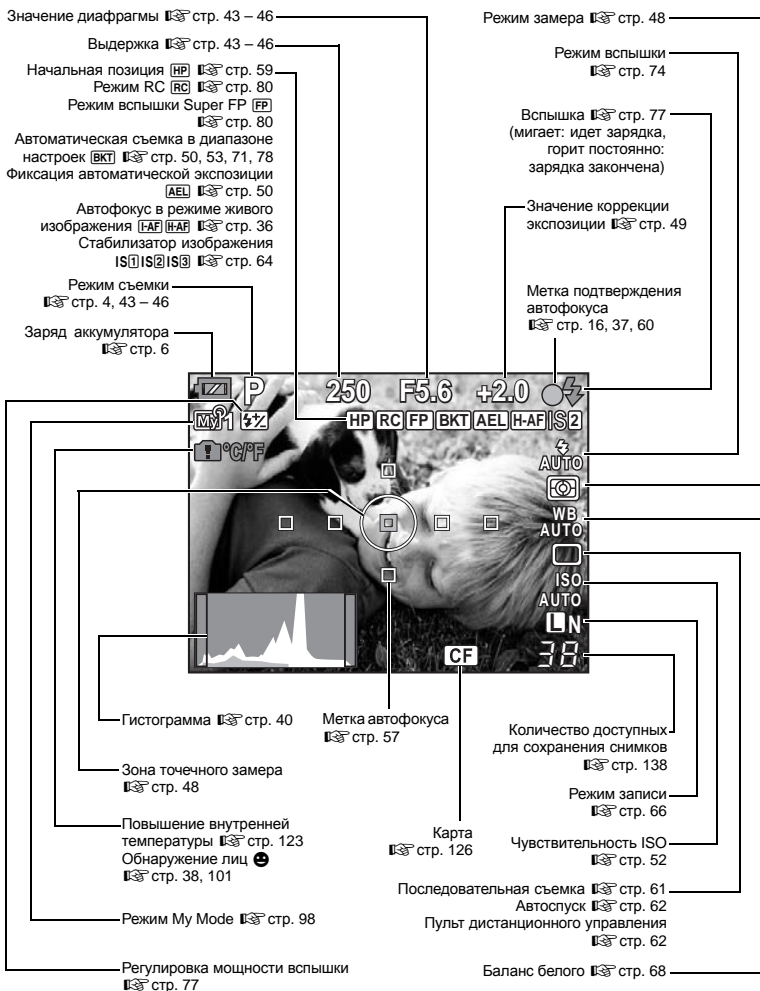 Значение диафрагмы ☞ стр. 43 – 46
Выдержка ☞ стр. 43 – 46
Начальная позиция HP ☞ стр. 59
Режим RC RC ☞ стр. 80
Режим вспышки Super FP FP
☞ стр. 80
Автоматическая съемка в диапазоне
настроек BKT ☞ стр. 50, 53, 71, 78
Фиксация автоматической экспозиции
AEL ☞ стр. 50
Автофокус в режиме живого
изображения I-AF H-AF ☞ стр. 36
Стабилизатор изображения
IS1 IS2 IS3 ☞ стр. 64
Режим съемки
☞ стр. 4, 43 – 46
Заряд аккумулятора
☞ стр. 6
Режим замера ☞ стр. 48
Режим вспышки
☞ стр. 74
Вспышка ☞ стр. 77
(мигает: идет зарядка,
горит постоянно:
зарядка закончена)
Значение коррекции
экспозиции ☞ стр. 49
Метка подтверждения
автофокуса
☞ стр. 16, 37, 60
P 250 F5.6 +2.0
My 1 HP RC FP BKT AEL H-AF IS 2
°C/°F
AUTO
WB
AUTO
ISO
AUTO
L N
CF 38
Гистограмма ☞ стр. 40
Зона точечного замера
☞ стр. 48
Повышение внутренней
температуры ☞ стр. 123
Обнаружение лиц
☞ стр. 38, 101
Режим My Mode ☞ стр. 98
Регулировка мощности вспышки
☞ стр. 77
Метка автофокуса
☞ стр. 57
Карта
☞ стр. 126
Количество доступных
для сохранения снимков
☞ стр. 138
Режим записи
☞ стр. 66
Чувствительность ISO
☞ стр. 52
Последовательная съемка ☞ стр. 61
Автоспуск ☞ стр. 62
Пульт дистанционного управления
☞ стр. 62
Баланс белого ☞ стр. 68